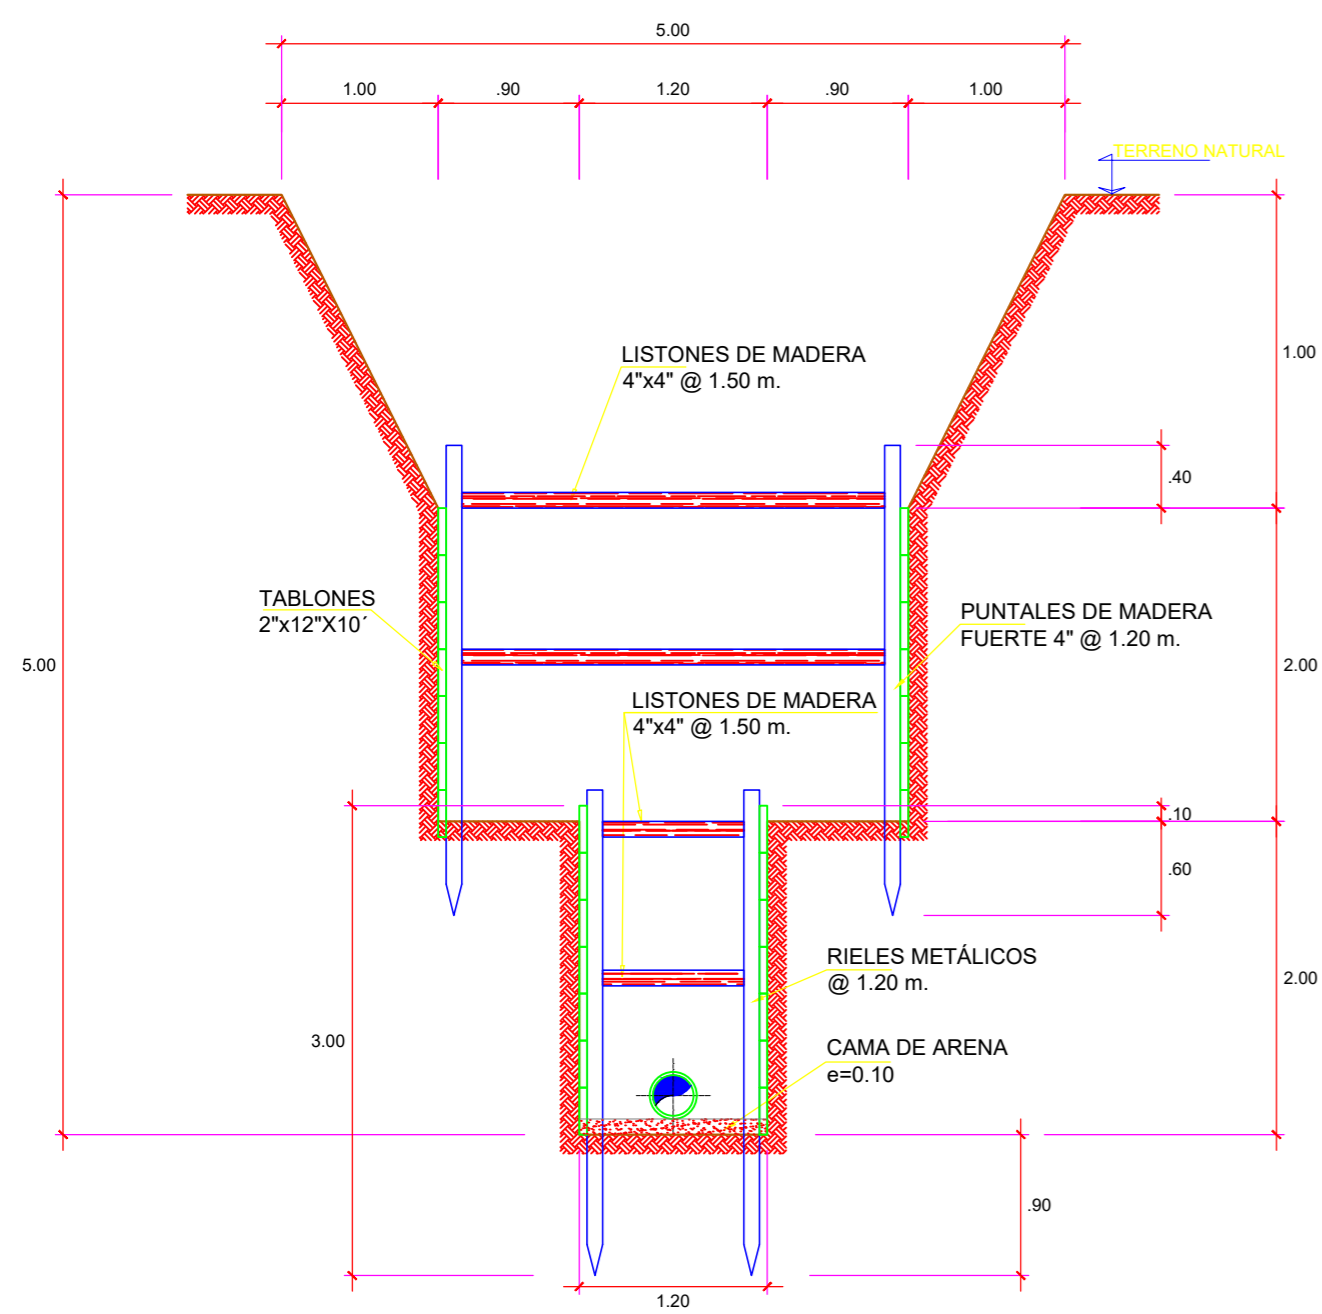 5.00
1.00 .90 1.20 .90 1.00
TERRENO NATURAL
LISTONES DE MADERA
4"x4" @ 1.50 m.
1.00
.40
TABLONES
2"x12"X10´
PUNTALES DE MADERA
FUERTE 4" @ 1.20 m.
5.00
2.00
LISTONES DE MADERA
4"x4" @ 1.50 m.
.10
.60
RIELES METÁLICOS
@ 1.20 m.
2.00
3.00
CAMA DE ARENA
e=0.10
.90
1.20